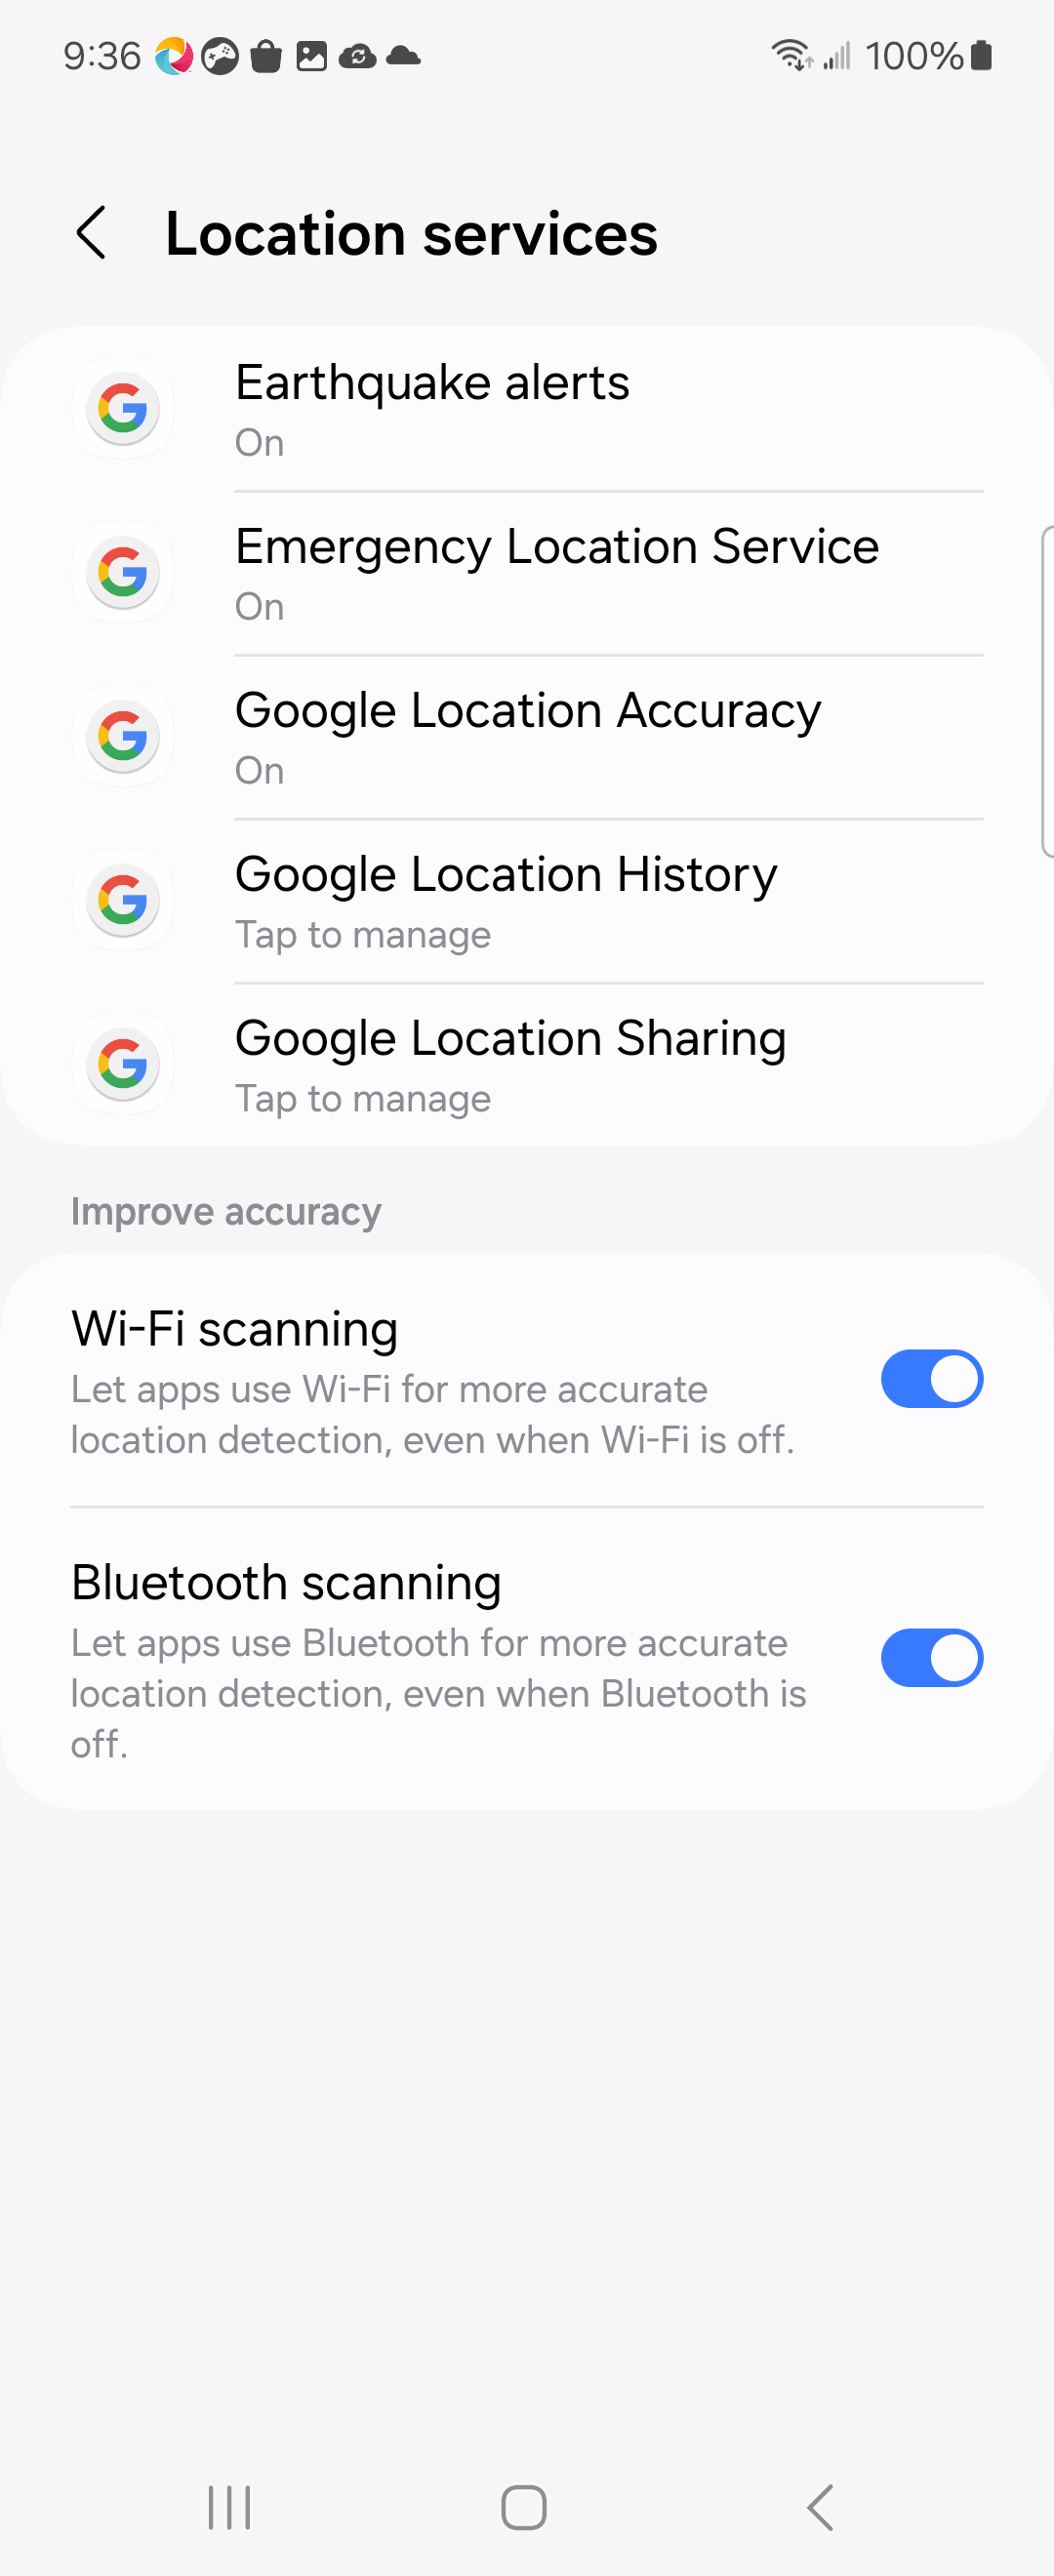 9:36
100%
Location services
Earthquake alerts
On
Emergency Location Service
On
Google Location Accuracy
On
Google Location History
Tap to manage
Google Location Sharing
Tap to manage
Improve accuracy
Wi-Fi scanning
Let apps use Wi-Fi for more accurate
location detection, even when Wi-Fi is off.
Bluetooth scanning
Let apps use Bluetooth for more accurate
location detection, even when Bluetooth is
off.